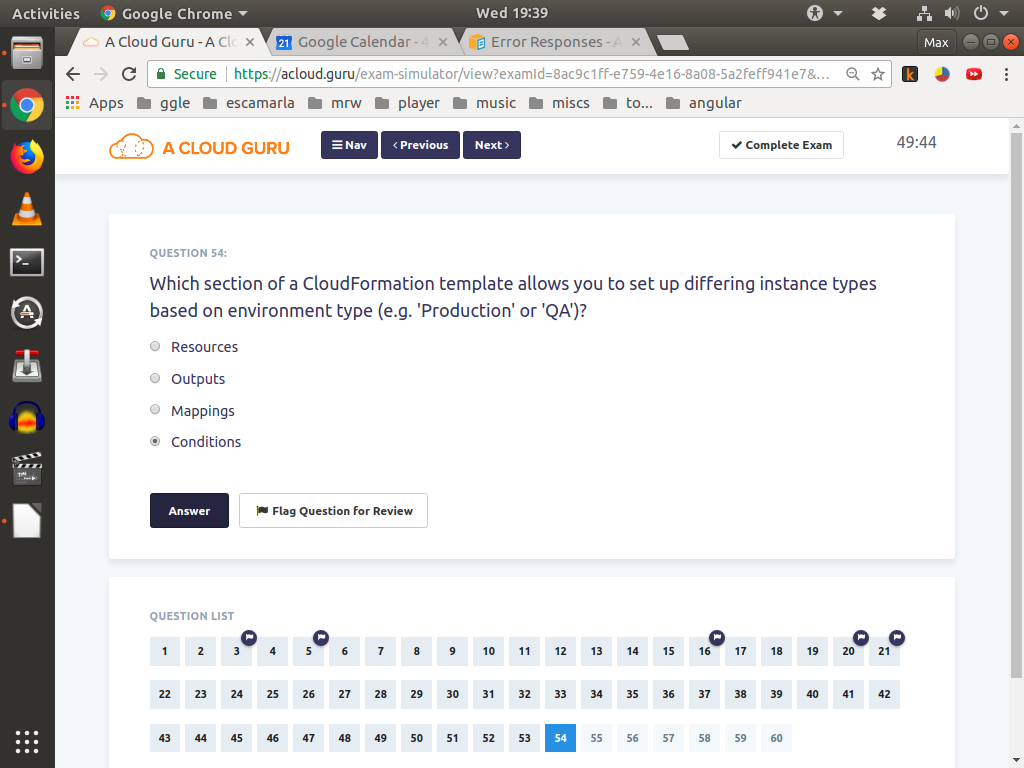 Activities
Google Chrome
Wed 19:39
A Cloud Guru - A Cl
Google Calendar - 4
Error Responses - A
Max
Secure
https://acloud.guru/exam-simulator/view?examId=8ac9c1ff-e759-4e16-8a08-5a2feff941e7&...
Apps
ggle
escamarla
mrw
player
music
miscs
to...
angular
A CLOUD GURU
Nav
Previous
Next
Complete Exam
49:44
QUESTION 54:
Which section of a CloudFormation template allows you to set up differing instance types
based on environment type (e.g. 'Production' or 'QA')?
Resources
Outputs
Mappings
Conditions
Answer
Flag Question for Review
QUESTION LIST
1 2 3 4 5 6 7 8 9 10 11 12 13 14 15 16 17 18 19 20 21
22 23 24 25 26 27 28 29 30 31 32 33 34 35 36 37 38 39 40 41 42
43 44 45 46 47 48 49 50 51 52 53 54 55 56 57 58 59 60